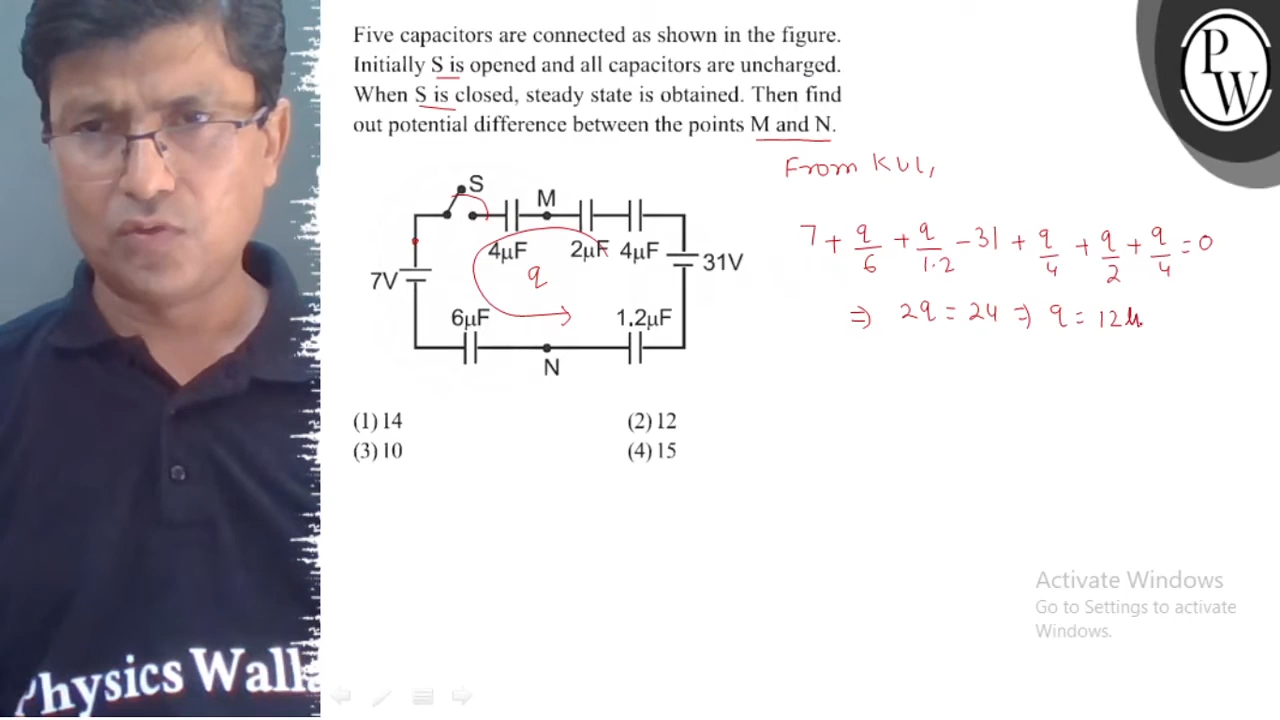 Five capacitors are connected as shown in the figure.
Initially S is opened and all capacitors are uncharged.
When S is closed, steady state is obtained. Then find
out potential difference between the points M and N.
P
W
From KVL,
7 + q/6 + q/1.2 - 31 + q/4 + q/2 + q/4 = 0
⇒ 2q = 24 ⇒ q = 12μ
S
M
4μF
2μF
4μF
31V
7V
q
6μF
1.2μF
N
(1) 14
(2) 12
(3) 10
(4) 15
Activate Windows
Go to Settings to activate
Windows.
Physics Wall